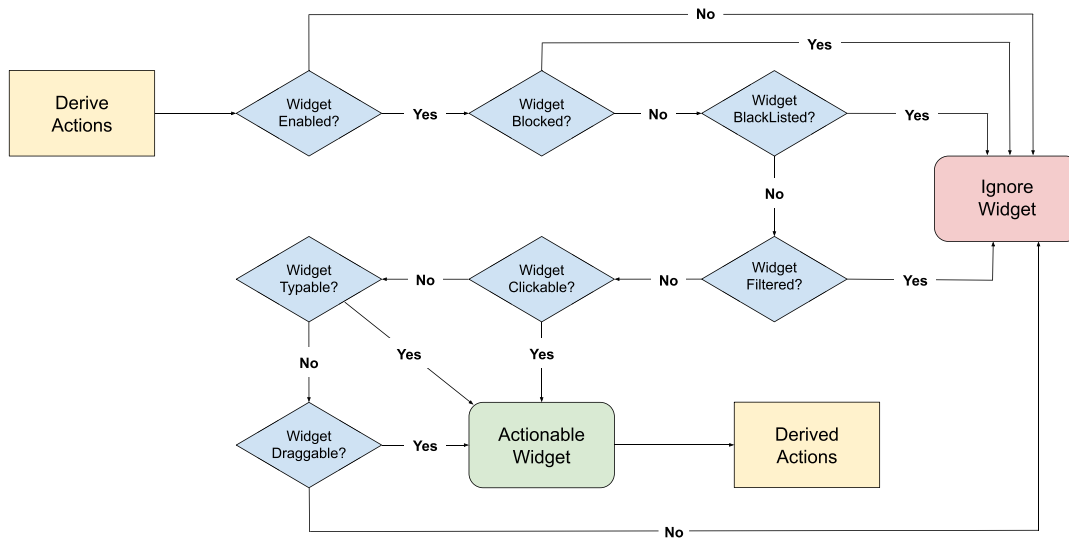 No
Yes
Derive
Actions
Widget
Enabled?
Yes
Widget
Blocked?
No
Widget
BlackListed?
Yes
Ignore
Widget
No
Widget
Typable?
No
Widget
Clickable?
No
Widget
Filtered?
Yes
No
Yes
Yes
Widget
Draggable?
Yes
Actionable
Widget
Derived
Actions
No